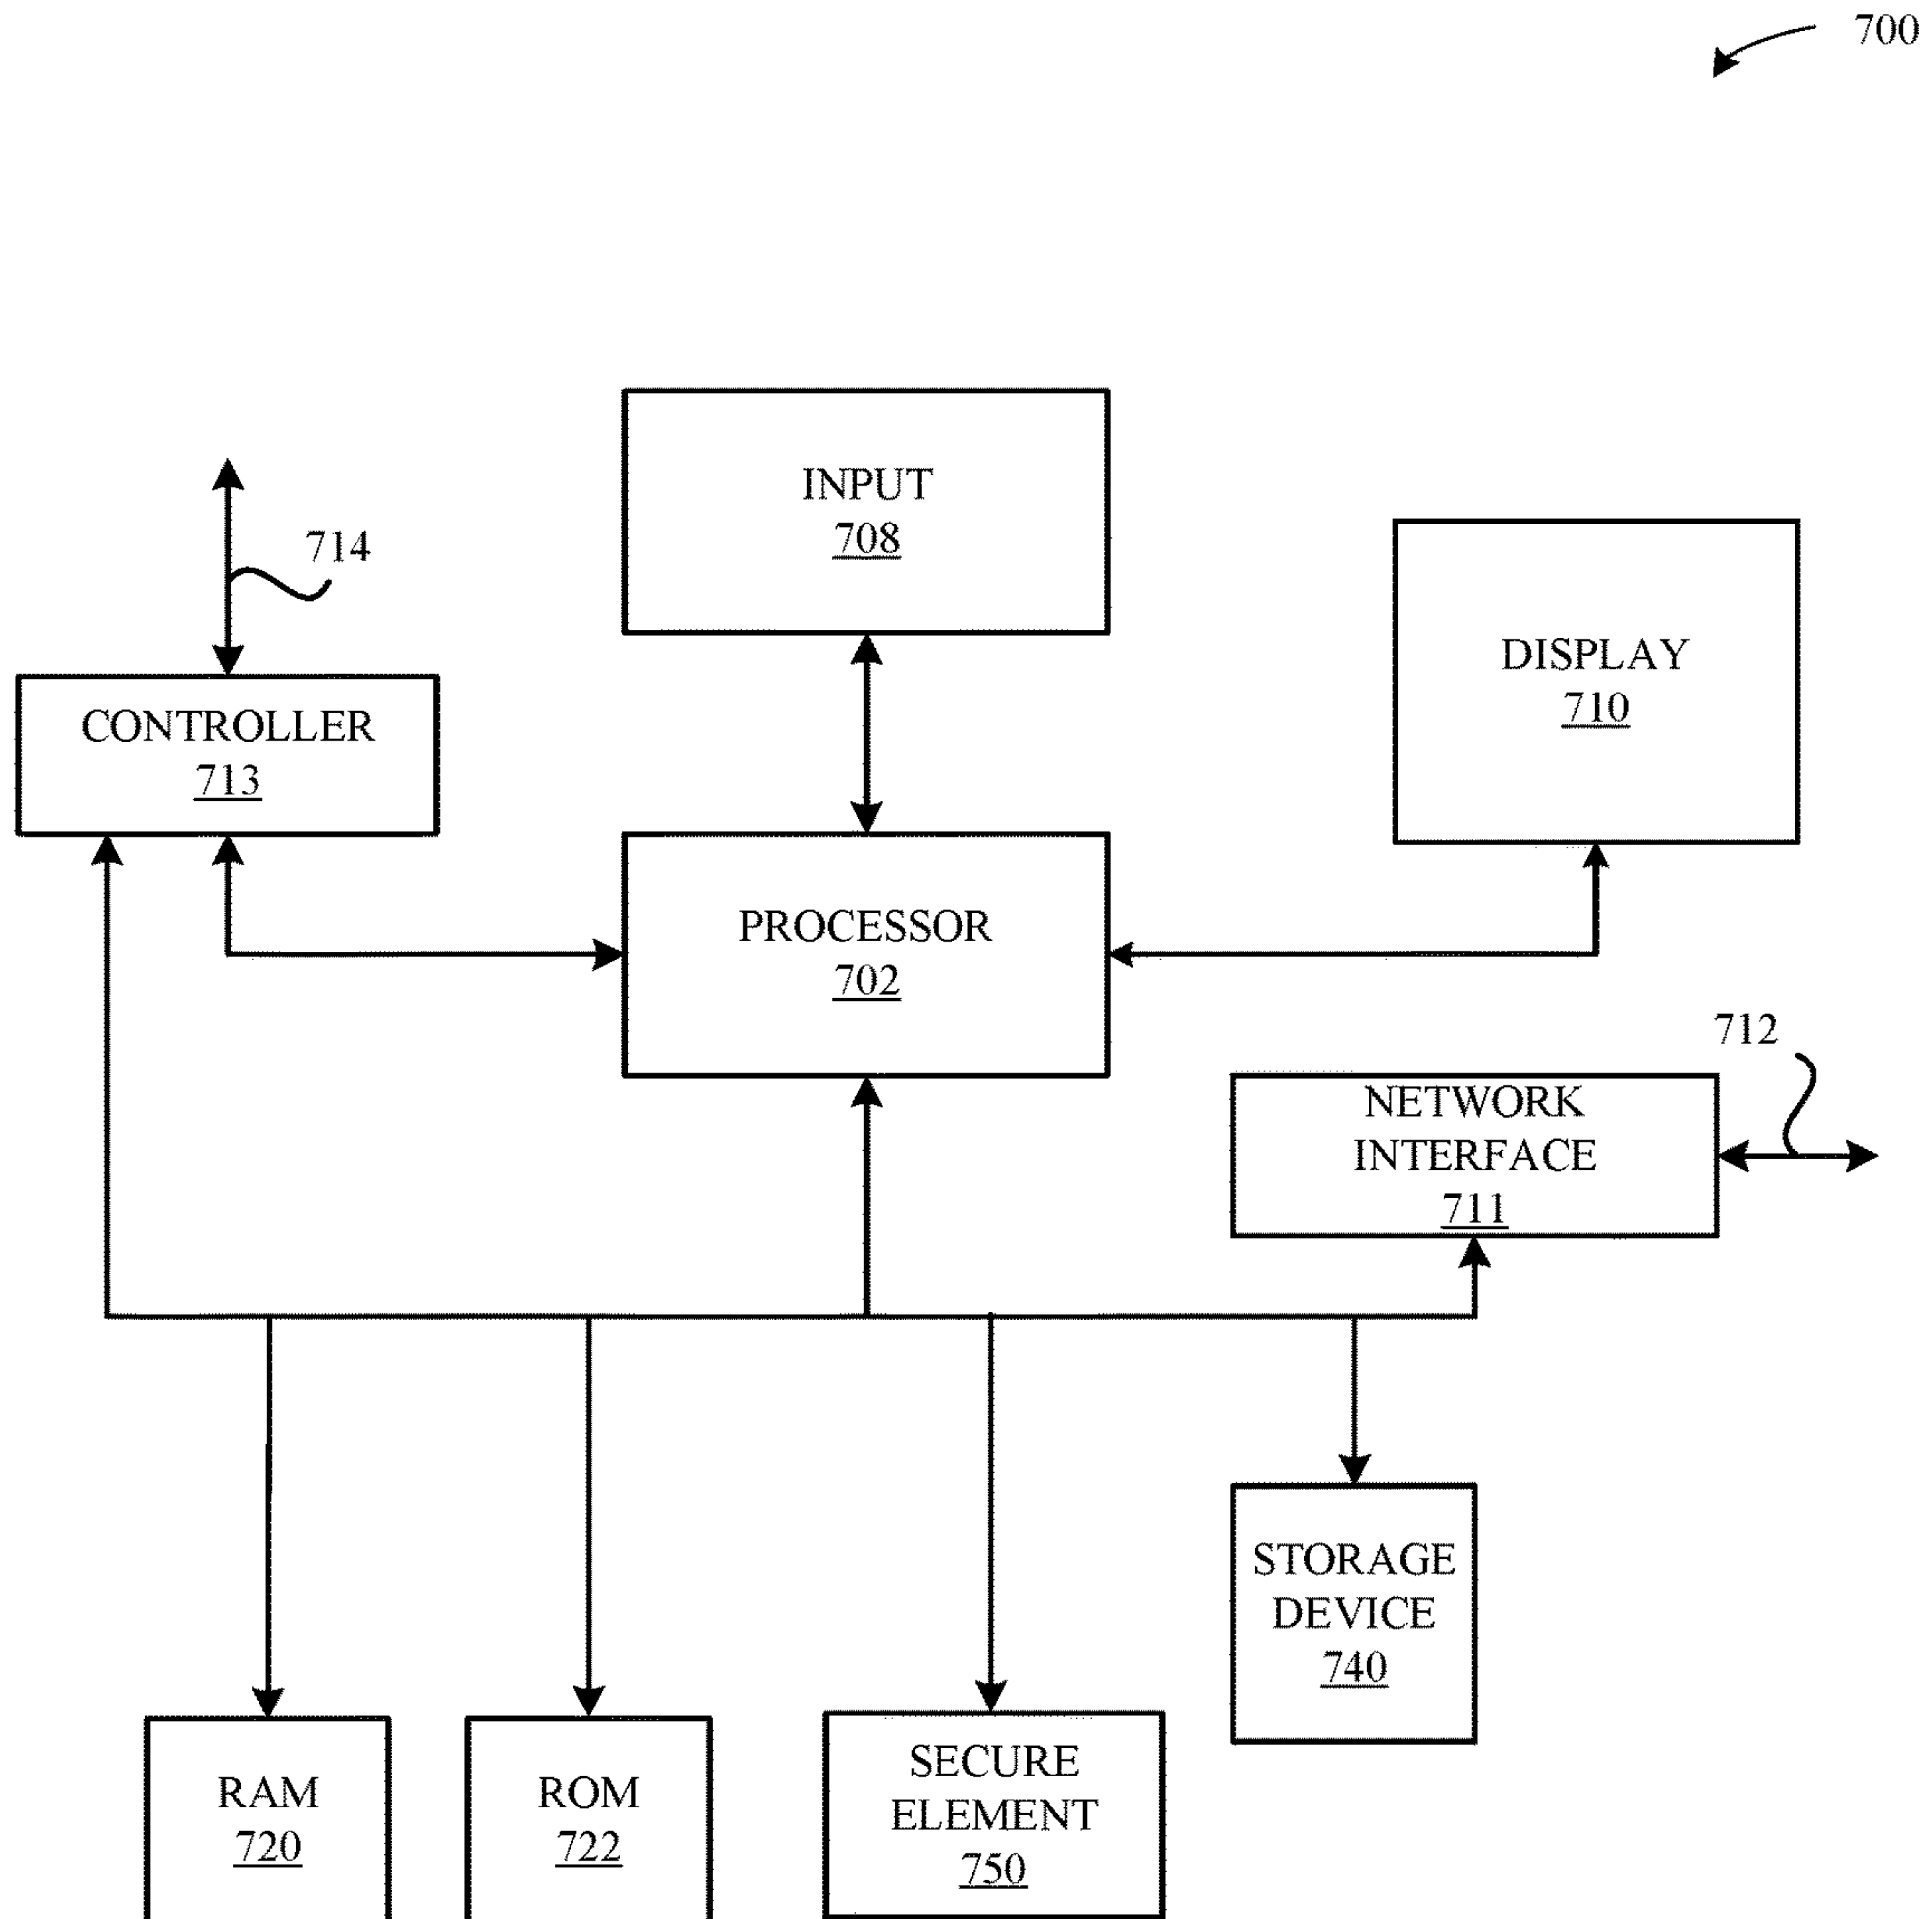 700
INPUT
708
714
DISPLAY
710
CONTROLLER
713
PROCESSOR
702
712
NETWORK
INTERFACE
711
STORAGE
DEVICE
740
RAM
720
ROM
722
SECURE
ELEMENT
750